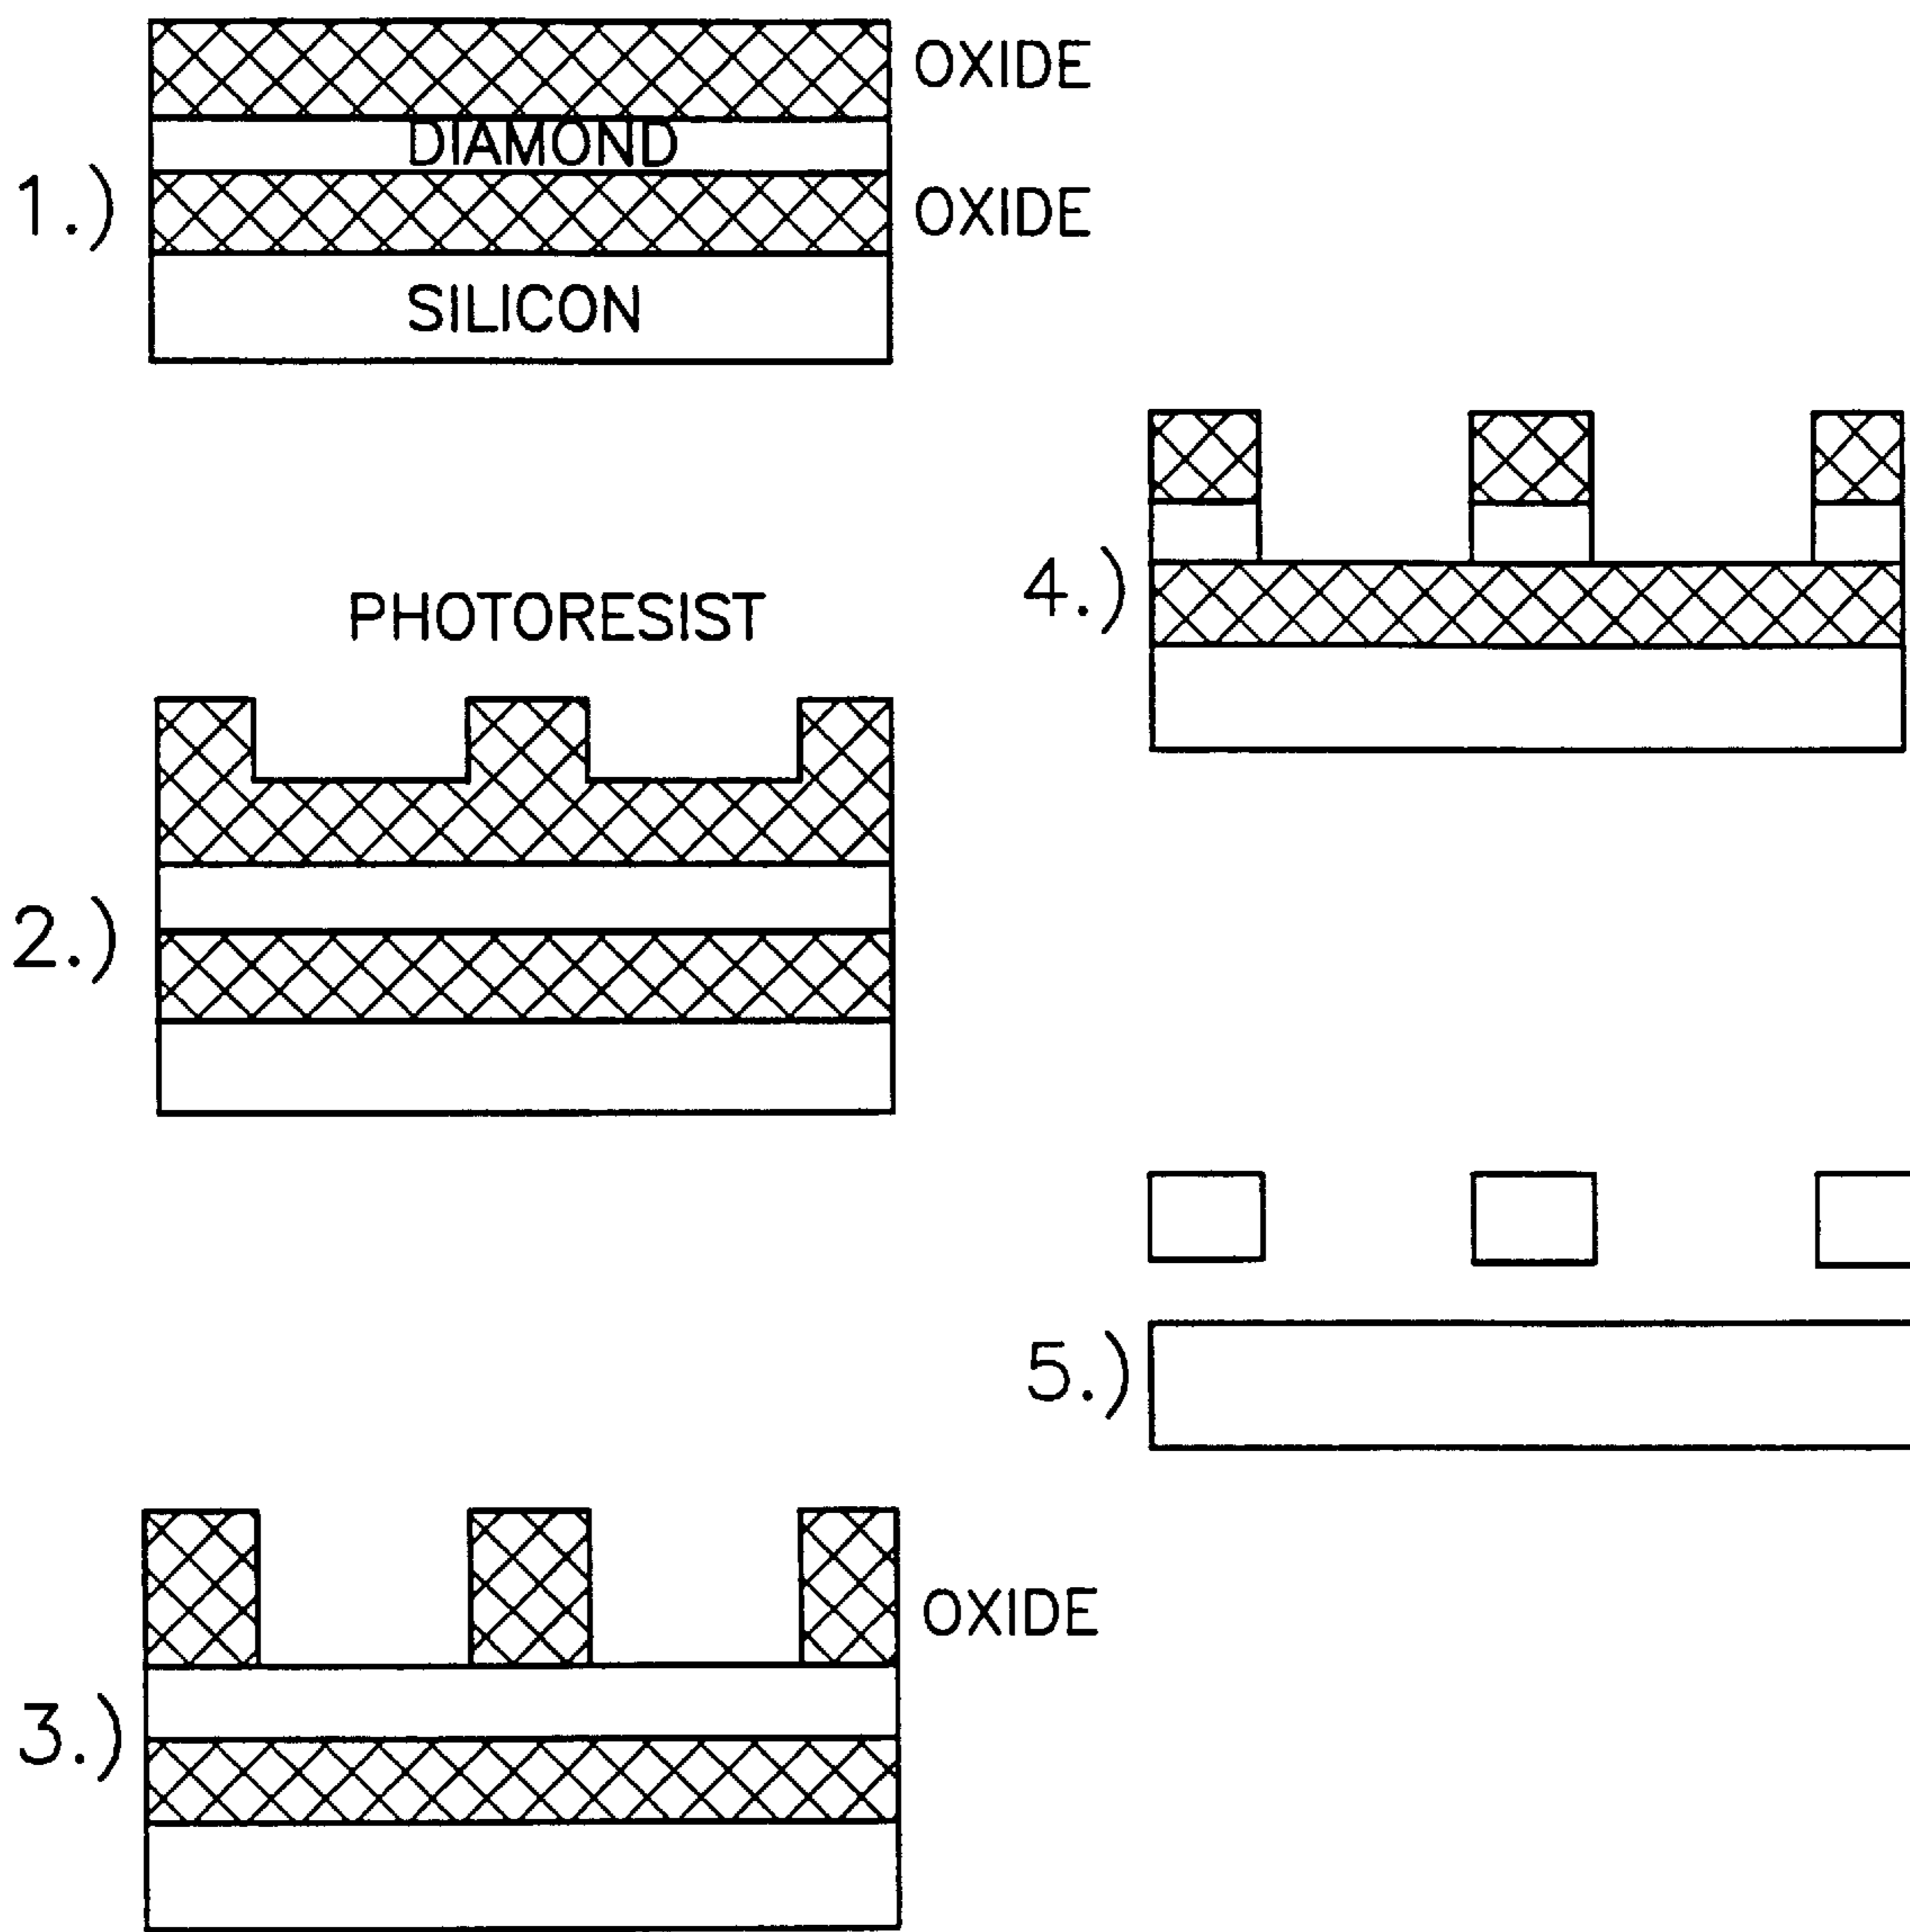 OXIDE
DIAMOND
1.)
OXIDE
SILICON
PHOTORESIST
2.)
OXIDE
3.)
4.)
5.)